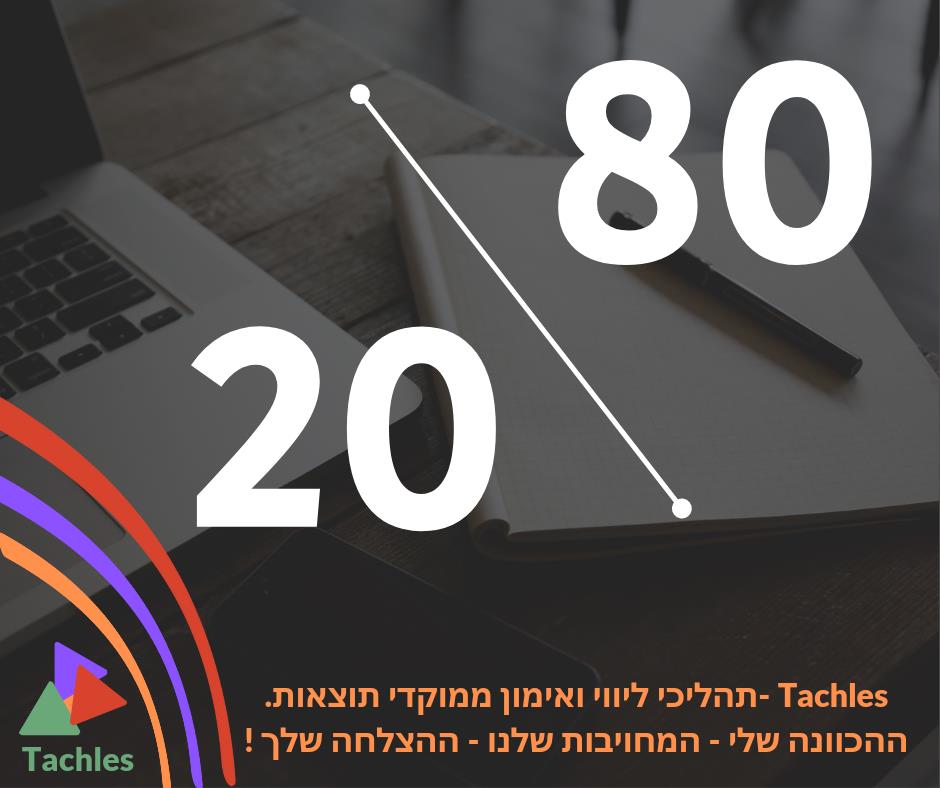 80
20
Tachles -תהליכי ליווי ואימון ממוקדי תוצאות.
ההכוונה שלי - המחויבות שלנו - ההצלחה שלך !
Tachles